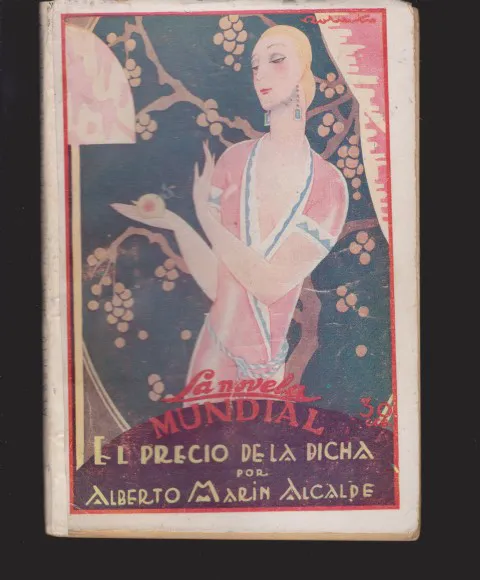 La novela
MUNDIAL
30
EL PRECIO DE LA DICHA
POR
ALBERTO MARIN ALCALDE